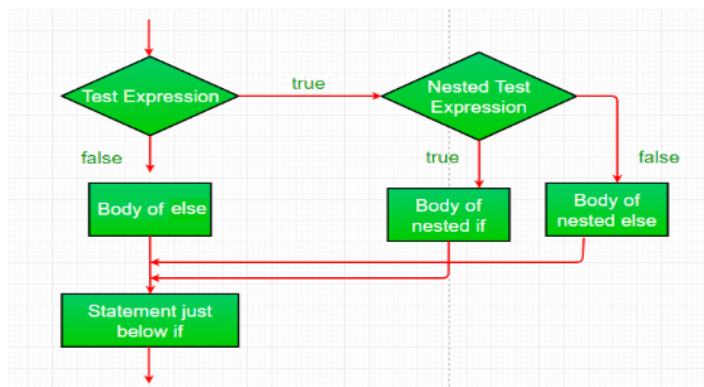 Test Expression
true
Nested Test
Expression
false
true
false
Body of else
Body of
nested if
Body of
nested else
Statement just
below if